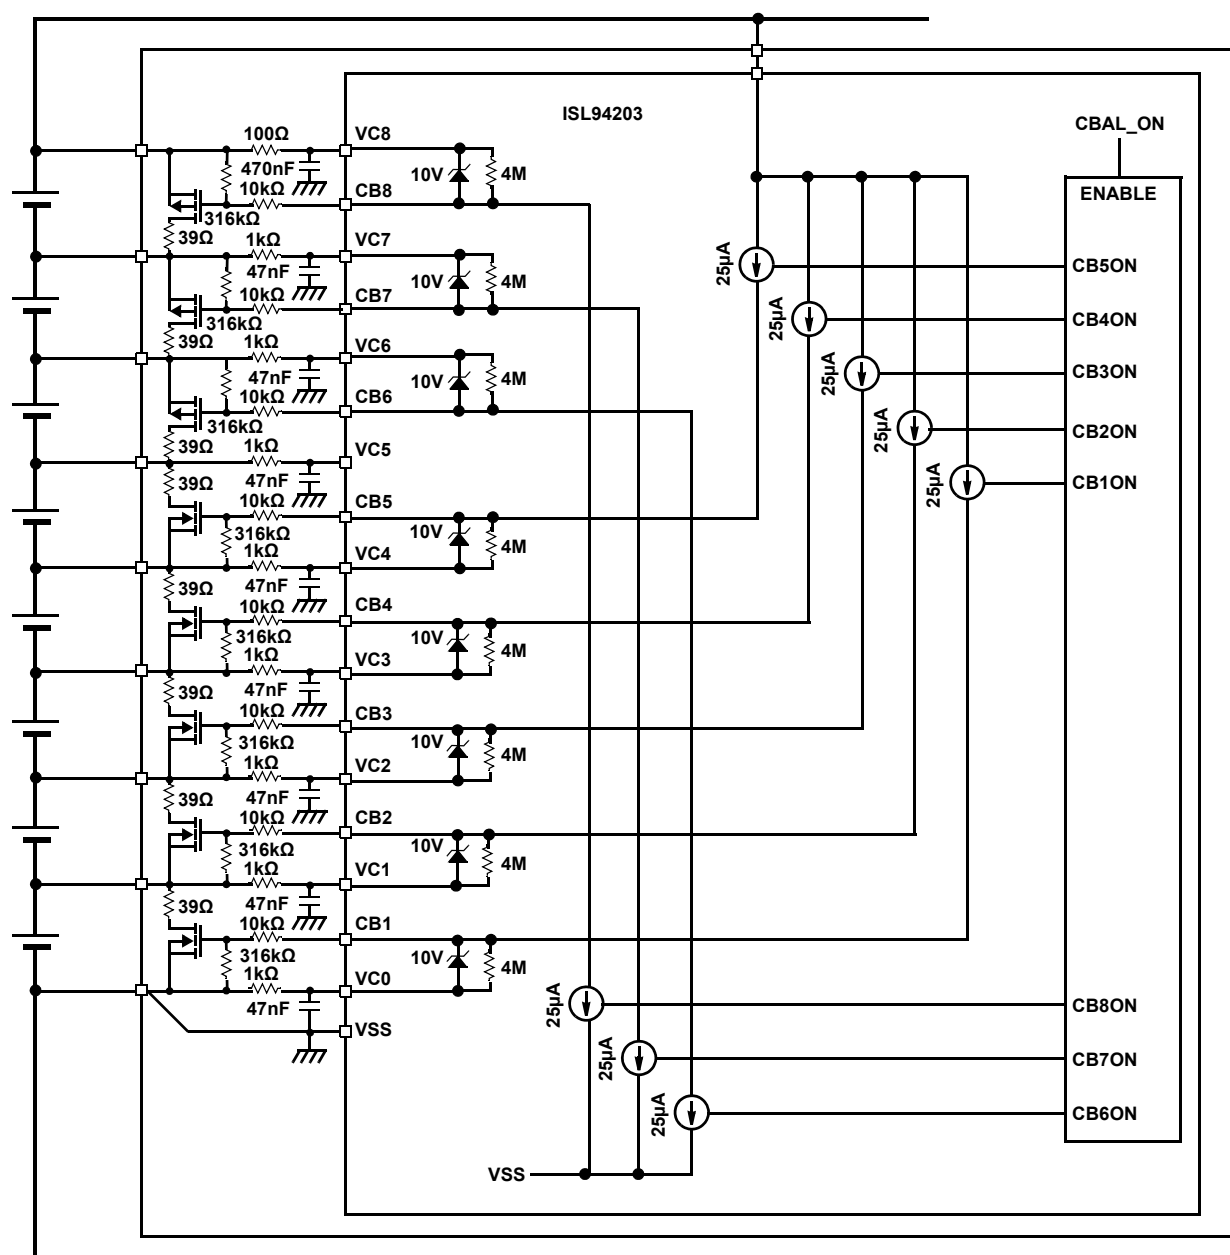 ISL94203
CBAL_ON
100Ω
VC8
470nF
10V
4M
ENABLE
10kΩ
CB8
316kΩ
39Ω
1kΩ
VC7
47nF
10V
4M
25µA
CB5ON
10kΩ
CB7
316kΩ
25µA
CB4ON
39Ω
1kΩ
VC6
47nF
10V
4M
25µA
CB3ON
10kΩ
CB6
316kΩ
25µA
CB2ON
39Ω
1kΩ
VC5
39Ω
47nF
25µA
CB1ON
10kΩ
CB5
316kΩ
10V
4M
1kΩ
VC4
39Ω
47nF
10kΩ
CB4
316kΩ
10V
4M
1kΩ
VC3
39Ω
47nF
10kΩ
CB3
316kΩ
10V
4M
1kΩ
VC2
39Ω
47nF
10kΩ
CB2
316kΩ
10V
4M
1kΩ
VC1
39Ω
47nF
10kΩ
CB1
316kΩ
10V
4M
1kΩ
VC0
47nF
25µA
CB8ON
VSS
25µA
CB7ON
25µA
CB6ON
VSS